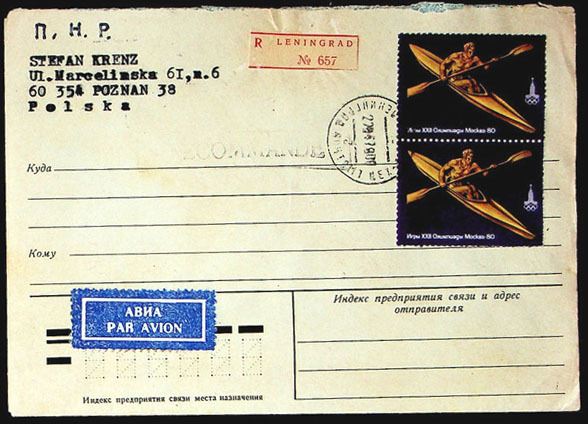 П. Н. Р.
STEFAN KRENZ
Ul.Marcelinska 61,m.6
60 354 POZNAN 38
Polska
R LENINGRAD
№ 657
Игры XXII Олимпиады Москва 80
ЛЕНИНГРАД
Игры XXII Олимпиады Москва 80
Куда
Кому
АВИА
PAR AVION
Индекс предприятия связи и адрес
отправителя
Индекс предприятия связи места назначения